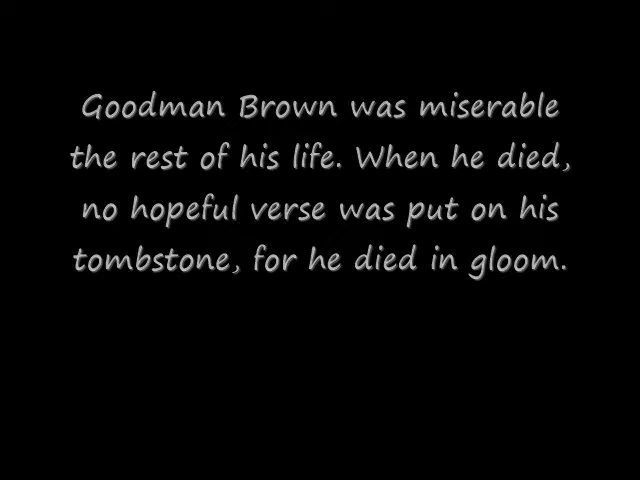 Goodman Brown was miserable
the rest of his life. When he died,
no hopeful verse was put on his
tombstone, for he died in gloom.